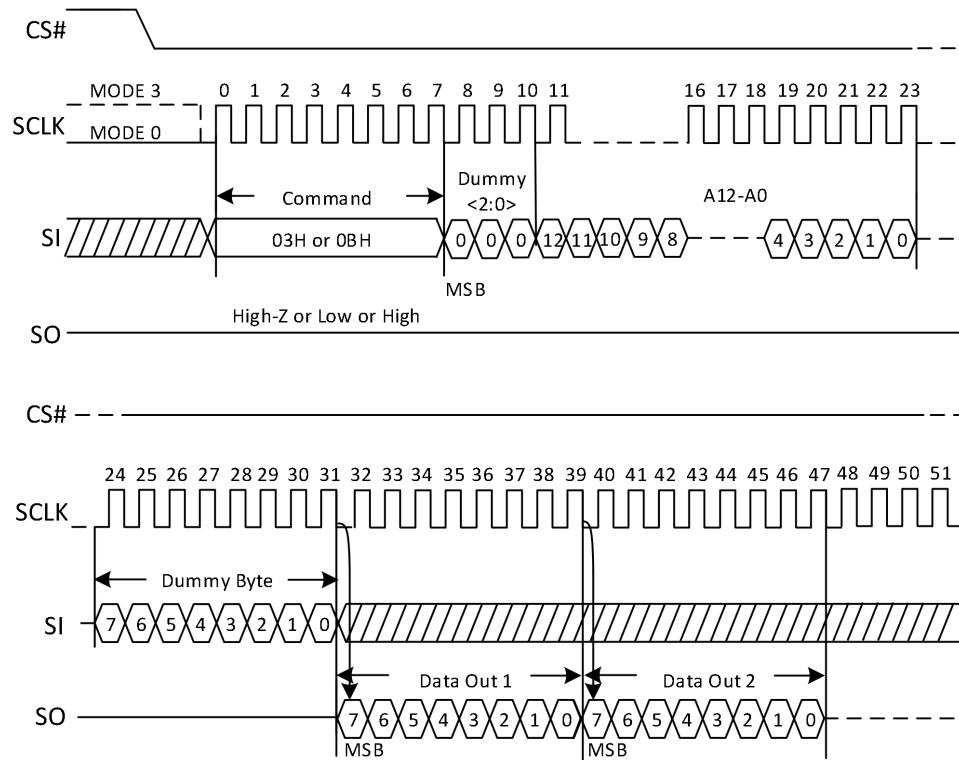 CS#
MODE 3
0 1 2 3 4 5 6 7 8 9 10 11 16 17 18 19 20 21 22 23
SCLK
MODE 0
Dummy
<2:0>
Command
A12-A0
SI
03H or 0BH
0 0 0 12 11 10 9 8 4 3 2 1 0
MSB
High-Z or Low or High
SO
CS#
24 25 26 27 28 29 30 31 32 33 34 35 36 37 38 39 40 41 42 43 44 45 46 47 48 49 50 51
SCLK
Dummy Byte
SI
7 6 5 4 3 2 1 0
Data Out 1
Data Out 2
SO
7 6 5 4 3 2 1 0 7 6 5 4 3 2 1 0
MSB
MSB